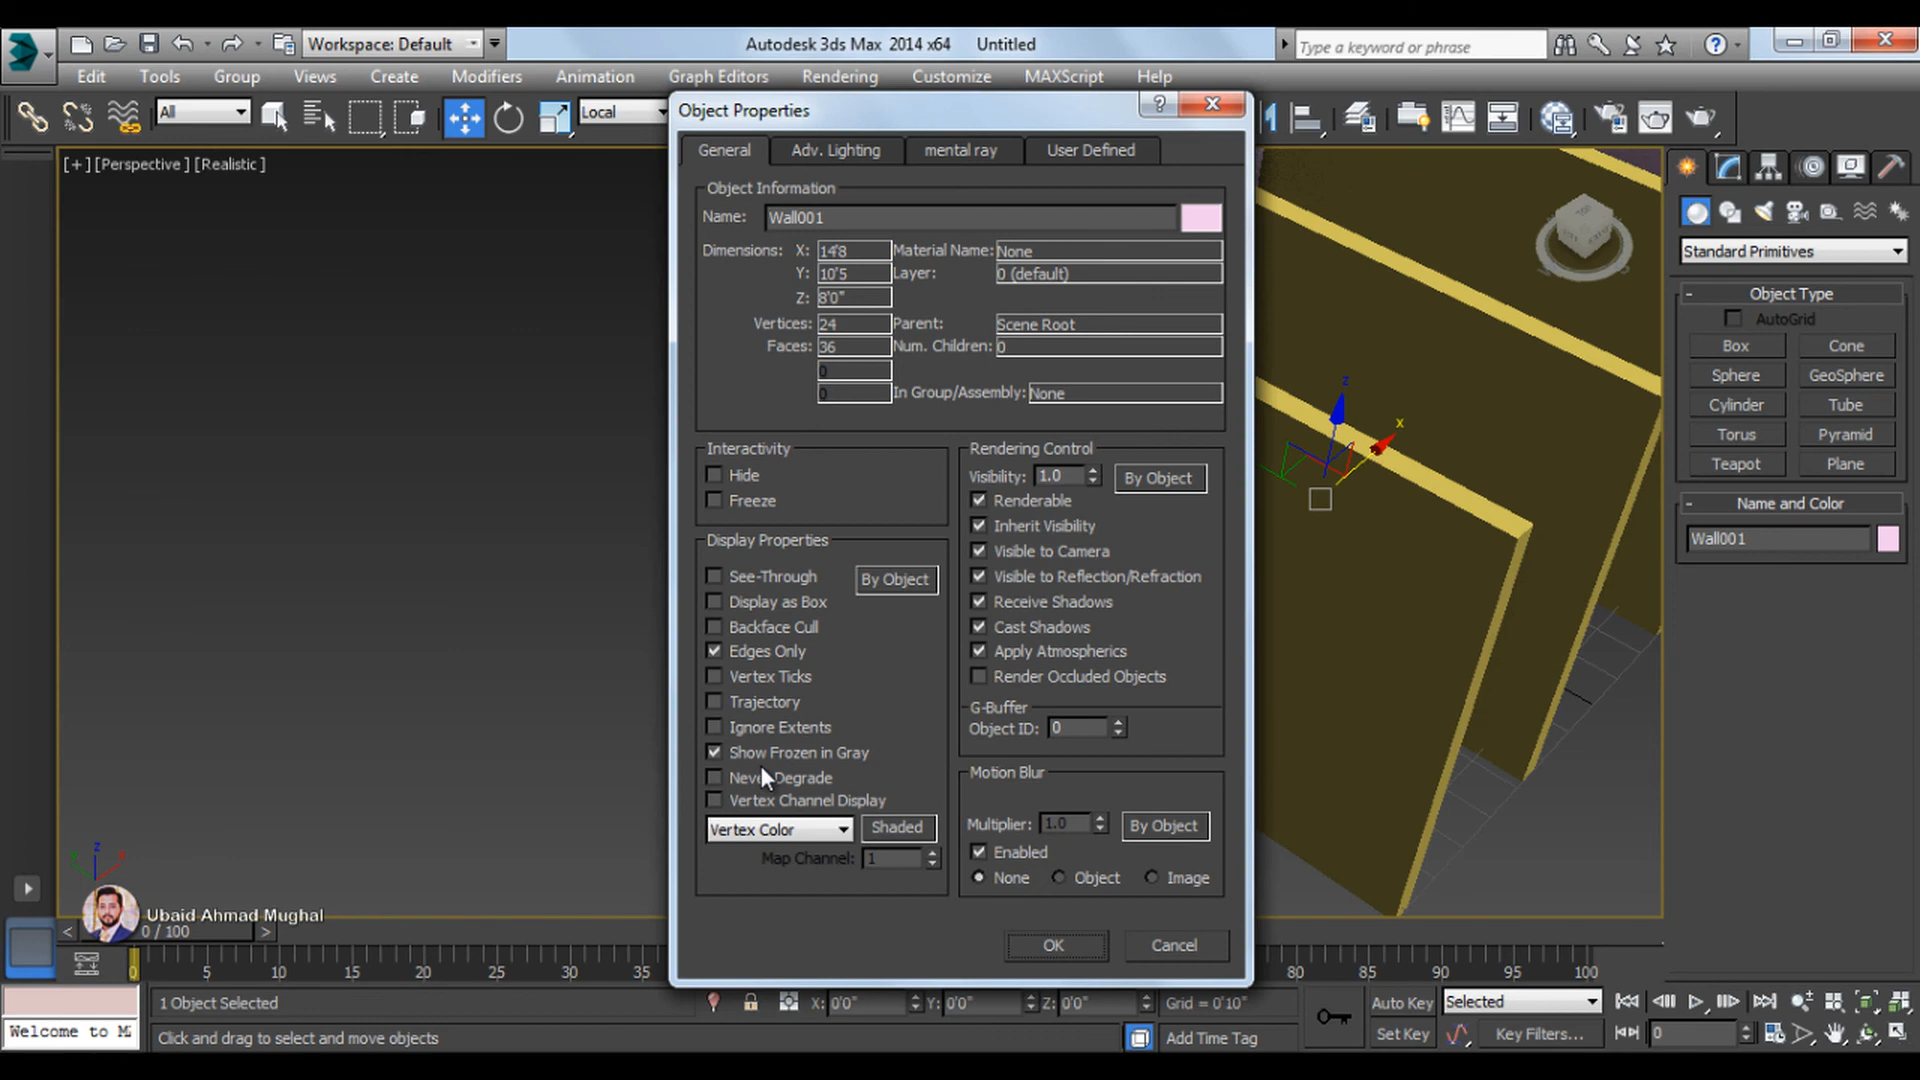 Workspace: Default
Autodesk 3ds Max 2014 x64 Untitled
Type a keyword or phrase
Edit Tools Group Views Create Modifiers Animation Graph Editors Rendering Customize MAXScript Help
All
Local
[+] [Perspective] [Realistic]
Object Properties
General Adv. Lighting mental ray User Defined
Object Information
Name: Wall001
Dimensions: X: 14'8 Material Name: None
Y: 10'5 Layer: 0 (default)
Z: 8'0"
Vertices: 24 Parent: Scene Root
Faces: 36 Num. Children: 0
0
0 In Group/Assembly: None
Interactivity
Hide
Freeze
Display Properties
See-Through By Object
Display as Box
Backface Cull
Edges Only
Vertex Ticks
Trajectory
Ignore Extents
Show Frozen in Gray
Degrade
Vertex Channel Display
Vertex Color Shaded
Map Channel: 1
Rendering Control
Visibility: 1.0 By Object
Renderable
Inherit Visibility
Visible to Camera
Visible to Reflection/Refraction
Receive Shadows
Cast Shadows
Apply Atmospherics
Render Occluded Objects
G-Buffer
Object ID: 0
Motion Blur
Multiplier: 1.0 By Object
Enabled
None Object Image
OK Cancel
z
x
Standard Primitives
Object Type
AutoGrid
Box Cone
Sphere GeoSphere
Cylinder Tube
Torus Pyramid
Teapot Plane
Name and Color
Wall001
z
Ubaid Ahmad Mughal
< 0 / 100 >
0 5 10 15 20 25 30 35 80 85 90 95 100
1 Object Selected X: 0'0" Y: 0'0" Z: 0'0" Grid = 0'10" Auto Key Selected
Welcome to M
Click and drag to select and move objects Add Time Tag Set Key Key Filters... 0